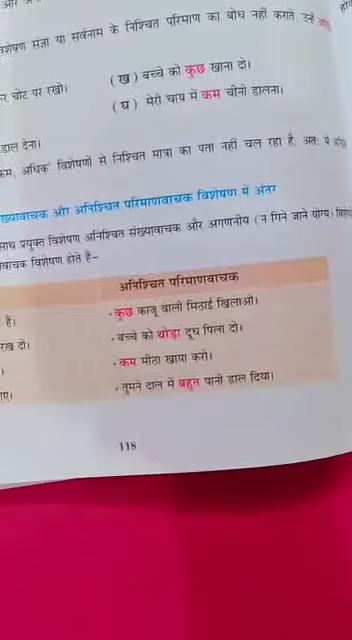 विशेषण संज्ञा या सर्वनाम के निश्चित परिमाण का बोध नहीं कराते, उन्हें
(ख) बच्चे को कुछ खाना दो।
र चोट पर रखो।
(घ) मेरी चाय में कम चीनी डालना।
डाल देना।
कम, अधिक विशेषणों से निश्चित मात्रा का पता नहीं चल रहा है, अतः ये
ख्यावाचक और अनिश्चित परिमाणवाचक विशेषण में अंतर
साथ प्रयुक्त विशेषण अनिश्चित संख्यावाचक और अगणनीय (न गिने जाने योग्य)
वाचक विशेषण होते हैं–
अनिश्चित परिमाणवाचक
हैं।
• कुछ काजू वाली मिठाई खिलाओ।
रख दो।
• बच्चे को थोड़ा दूध पिला दो।
• कम मीठा खाया करो।
• तुमने दाल में बहुत पानी डाल दिया।
118